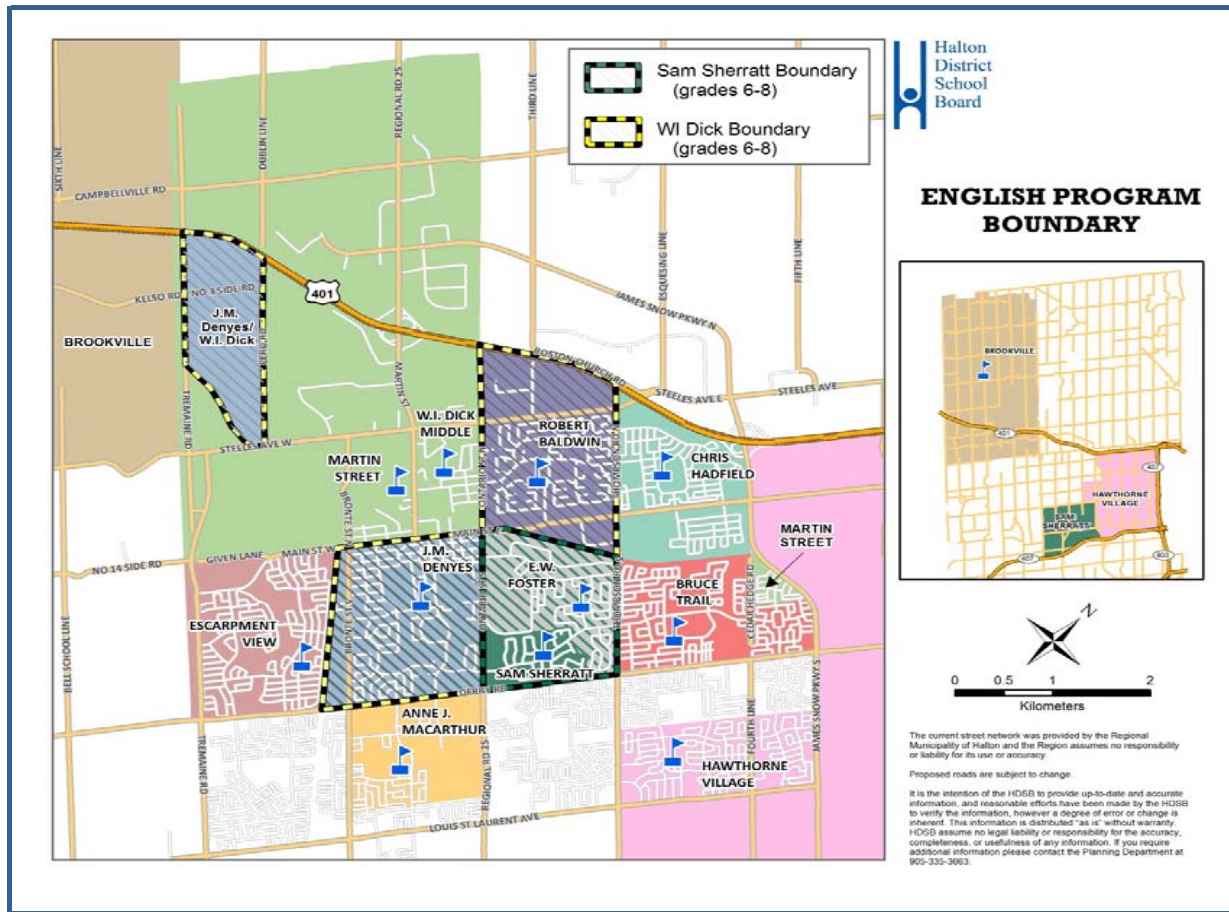 Sam Sherratt Boundary
(grades 6-8)
WI Dick Boundary
(grades 6-8)
Halton
District
School
Board
ENGLISH PROGRAM
BOUNDARY
SIXTH LINE
DUBLIN LINE
REGIONAL RD 25
THIRD LINE
CAMPBELLVILLE RD
ESQUESING LINE
FIFTH LINE
KELSO RD
401
JAMES SNOW PKWY N
BROOKVILLE
J.M.
Denyes/
W.I. Dick
TREMAINE RD
MARTIN ST
BOSTON CHURCH RD
STEELES AVE E
STEELES AVE
STEELES AVE W
W.I. DICK
MIDDLE
ROBERT
BALDWIN
CHRIS
HADFIELD
MARTIN
STREET
MARTIN
STREET
NO 14 SIDE RD
GIVEN LANE
MAIN ST W
MAIN ST E
J.M.
DENYES
E.W.
FOSTER
BRUCE
TRAIL
CEDARHEDGE RD
ESCARPMENT
VIEW
BELL SCHOOL LINE
SAM SHERRATT
DERRY RD
ANNE J.
MACARTHUR
HAWTHORNE
VILLAGE
TREMAINE RD
REGIONAL RD 25
FOURTH LINE
JAMES SNOW PKWY S
LOUIS ST LAURENT AVE
BROOKVILLE
401
407
HAWTHORNE
VILLAGE
SAM
SHERRATT
407
403
N
0 0.5 1 2
Kilometers
The current street network was provided by the Regional
Municipality of Halton and the Region assumes no responsibility
or liability for its use or accuracy.
Proposed roads are subject to change.
It is the intention of the HDSB to provide up-to-date and accurate
information, and reasonable efforts have been made by the HDSB
to verify the information, however a degree of error or change is
inherent. This information is distributed "as is" without warranty.
HDSB assume no legal liability or responsibility for the accuracy,
completeness, or usefulness of any information. If you require
additional information please contact the Planning Department at
905-335-3663.